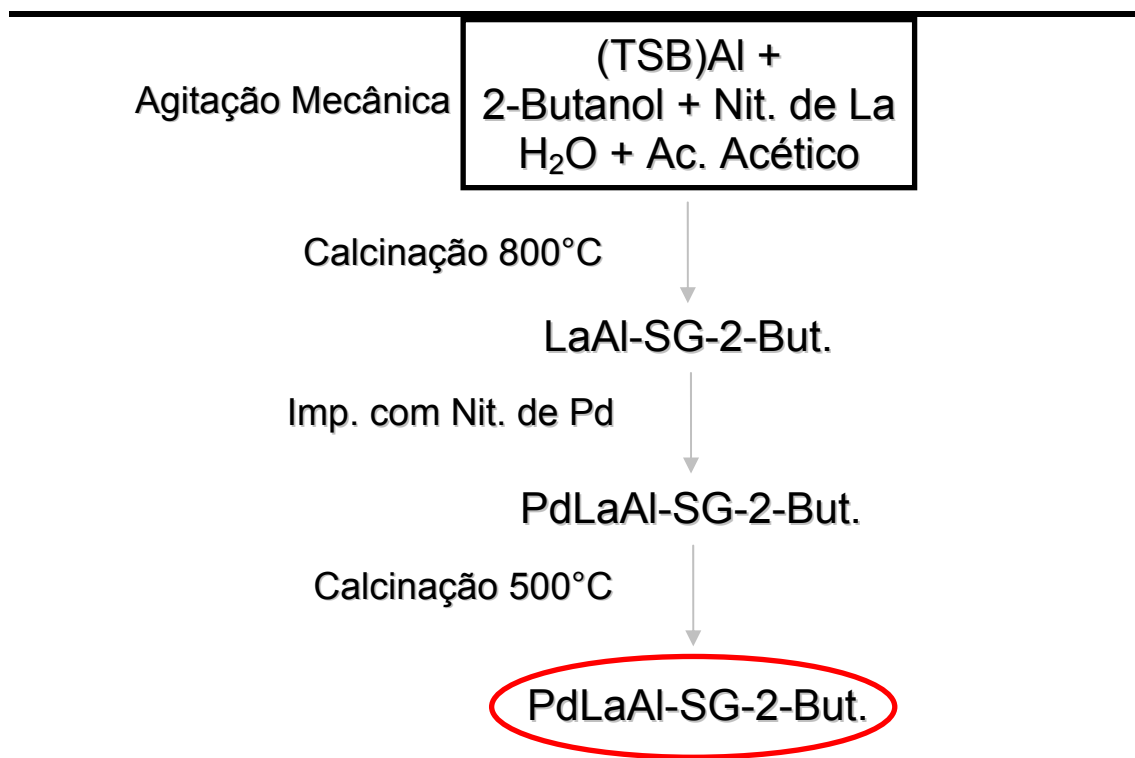 (TSB)Al +
Agitação Mecânica
2-Butanol + Nit. de La
H₂O + Ac. Acético
Calcinação 800°C
LaAl-SG-2-But.
Imp. com Nit. de Pd
PdLaAl-SG-2-But.
Calcinação 500°C
PdLaAl-SG-2-But.